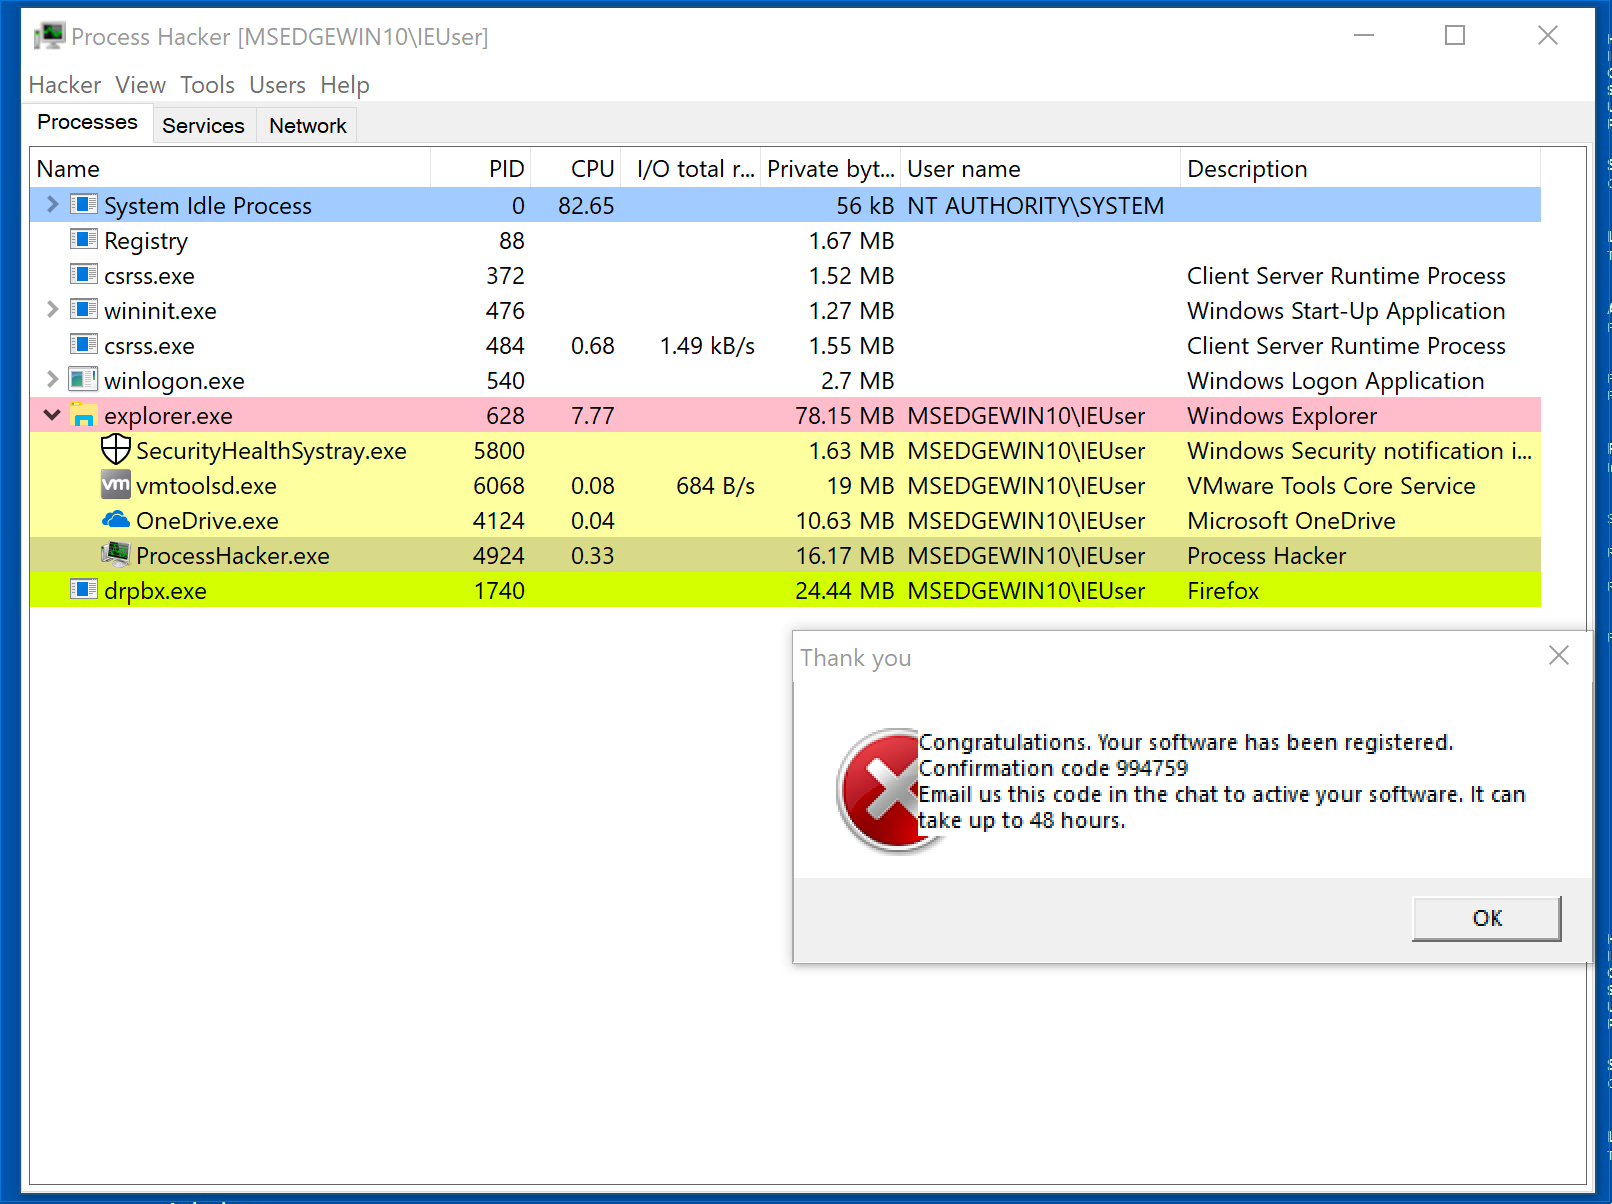 Process Hacker [MSEDGEWIN10\IEUser]
Hacker View Tools Users Help
Processes Services Network
Name PID CPU I/O total r... Private byt... User name Description
System Idle Process 0 82.65 56 kB NT AUTHORITY\SYSTEM
Registry 88 1.67 MB
csrss.exe 372 1.52 MB Client Server Runtime Process
wininit.exe 476 1.27 MB Windows Start-Up Application
csrss.exe 484 0.68 1.49 kB/s 1.55 MB Client Server Runtime Process
winlogon.exe 540 2.7 MB Windows Logon Application
explorer.exe 628 7.77 78.15 MB MSEDGEWIN10\IEUser Windows Explorer
SecurityHealthSystray.exe 5800 1.63 MB MSEDGEWIN10\IEUser Windows Security notification i...
vm vmtoolsd.exe 6068 0.08 684 B/s 19 MB MSEDGEWIN10\IEUser VMware Tools Core Service
OneDrive.exe 4124 0.04 10.63 MB MSEDGEWIN10\IEUser Microsoft OneDrive
ProcessHacker.exe 4924 0.33 16.17 MB MSEDGEWIN10\IEUser Process Hacker
drpbx.exe 1740 24.44 MB MSEDGEWIN10\IEUser Firefox
Thank you
Congratulations. Your software has been registered.
Confirmation code 994759
Email us this code in the chat to active your software. It can
take up to 48 hours.
OK